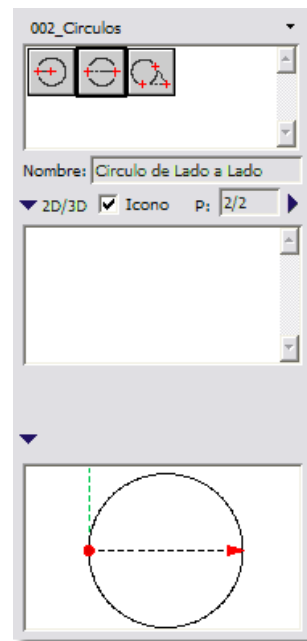 002_Circulos
Nombre: Circulo de Lado a Lado
2D/3D Icono P: 2/2